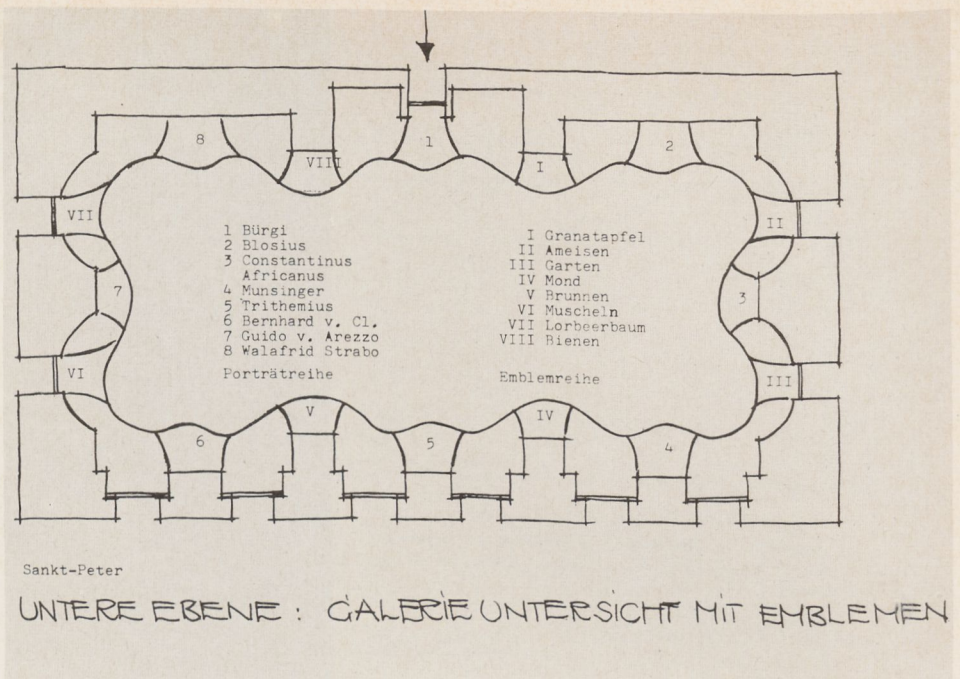 8
VIII
1
I
2
VII
II
7
3
VI
III
1 Bürgi
2 Blosius
3 Constantinus
Africanus
4 Munsinger
5 Trithemius
6 Bernhard v. Cl.
7 Guido v. Arezzo
8 Walafrid Strabo
Porträtreihe
I Granatapfel
II Ameisen
III Garten
IV Mond
V Brunnen
VI Muscheln
VII Lorbeerbaum
VIII Bienen
Emblemreihe
6
V
5
IV
4
Sankt-Peter
UNTERE EBENE : GALERIEUNTERSICHT MIT EMBLEMEN